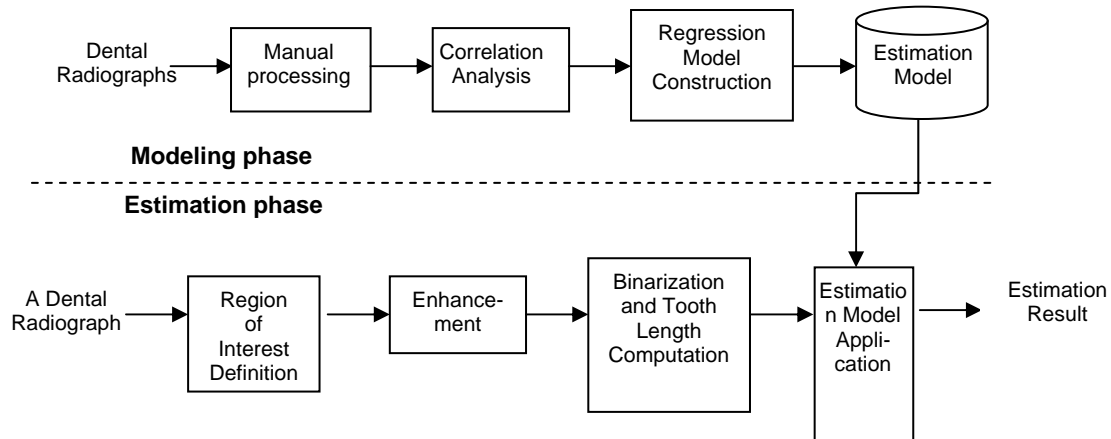 Dental
Radiographs
Manual
processing
Correlation
Analysis
Regression
Model
Construction
Estimation
Model
Modeling phase
Estimation phase
A Dental
Radiograph
Region
of
Interest
Definition
Enhance-
ment
Binarization
and Tooth
Length
Computation
Estimatio
n Model
Appli-
cation
Estimation
Result